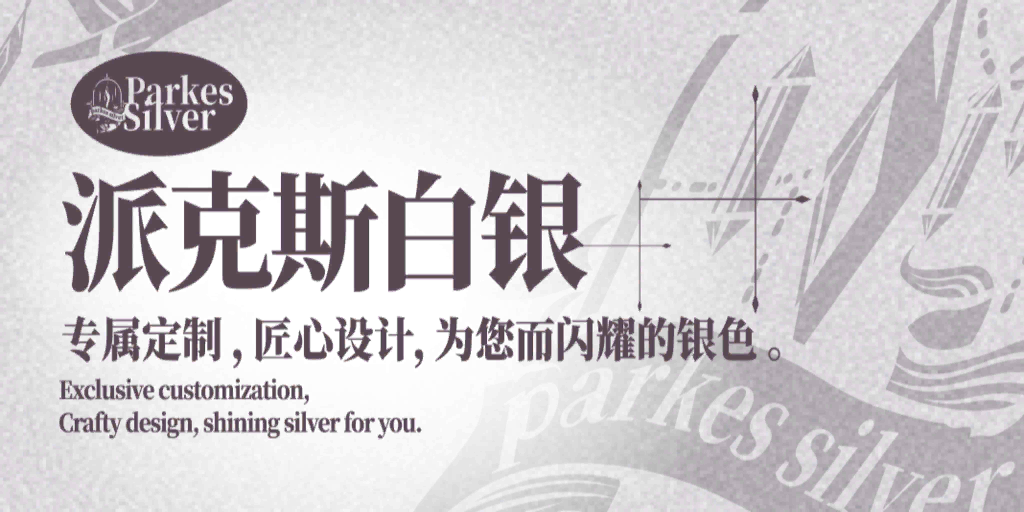 Parkes
Silver
派克斯白银
专属定制,匠心设计,为您而闪耀的银色。
Exclusive customization,
Crafty design, shining silver for you.
parkes silver